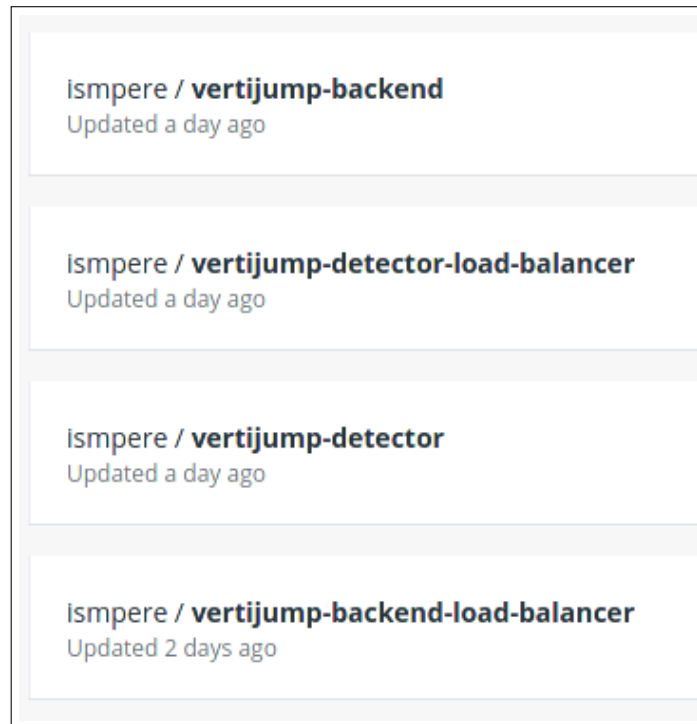 ismpere / vertijump-backend
Updated a day ago
ismpere / vertijump-detector-load-balancer
Updated a day ago
ismpere / vertijump-detector
Updated a day ago
ismpere / vertijump-backend-load-balancer
Updated 2 days ago